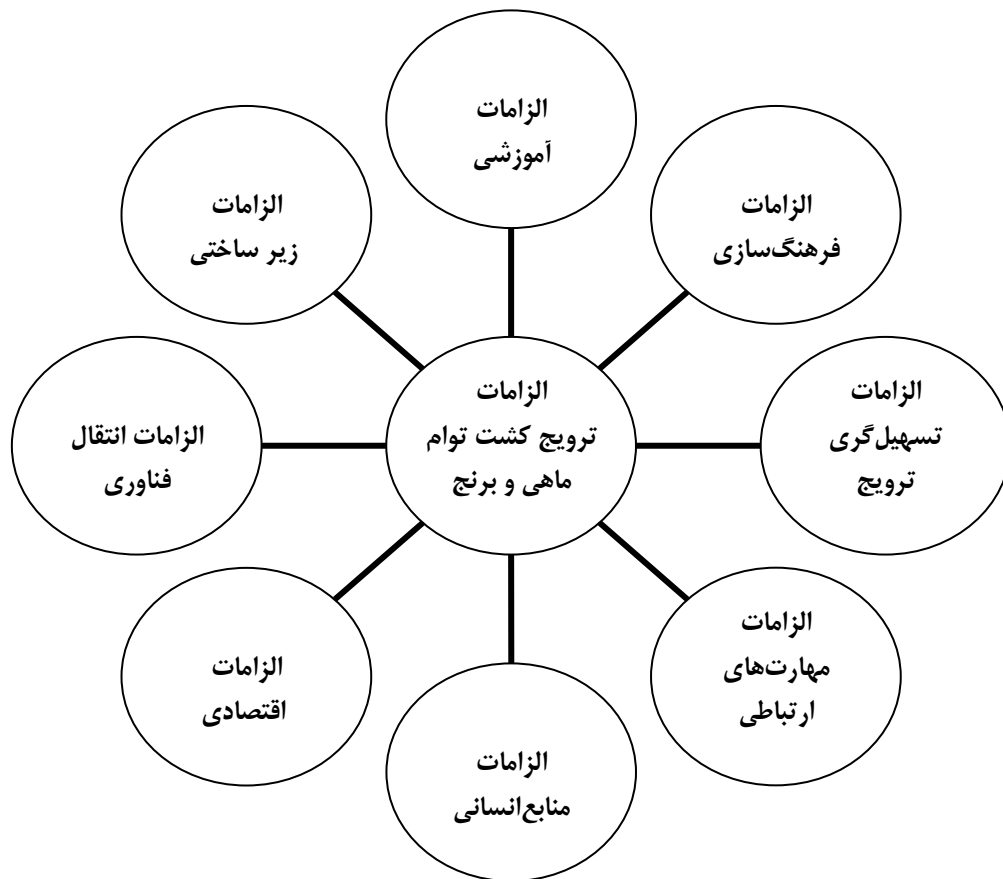 الزامات
آموزشی
الزامات
فرهنگ‌سازی
الزامات
زیر ساختی
الزامات
تسهیل‌گری
ترویج
الزامات
ترویج کشت توام
ماهی و برنج
الزامات انتقال
فناوری
الزامات
مهارت‌های
ارتباطی
الزامات
اقتصادی
الزامات
منابع‌انسانی